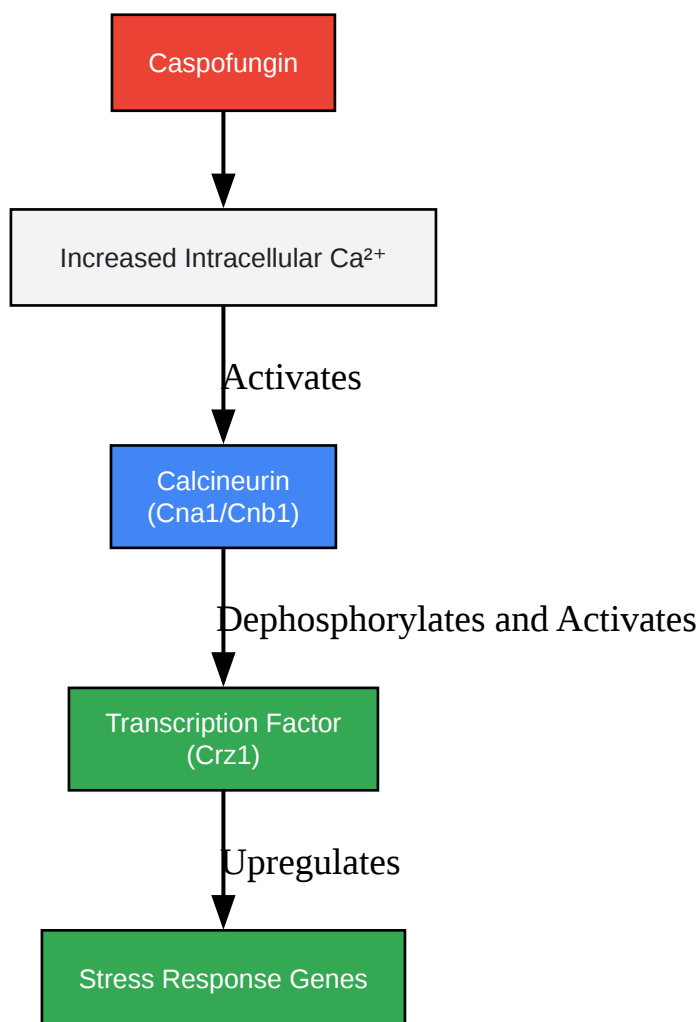 Caspofungin
Increased Intracellular Ca²⁺
Activates
Calcineurin
(Cna1/Cnb1)
Dephosphorylates and Activates
Transcription Factor
(Crz1)
Upregulates
Stress Response Genes